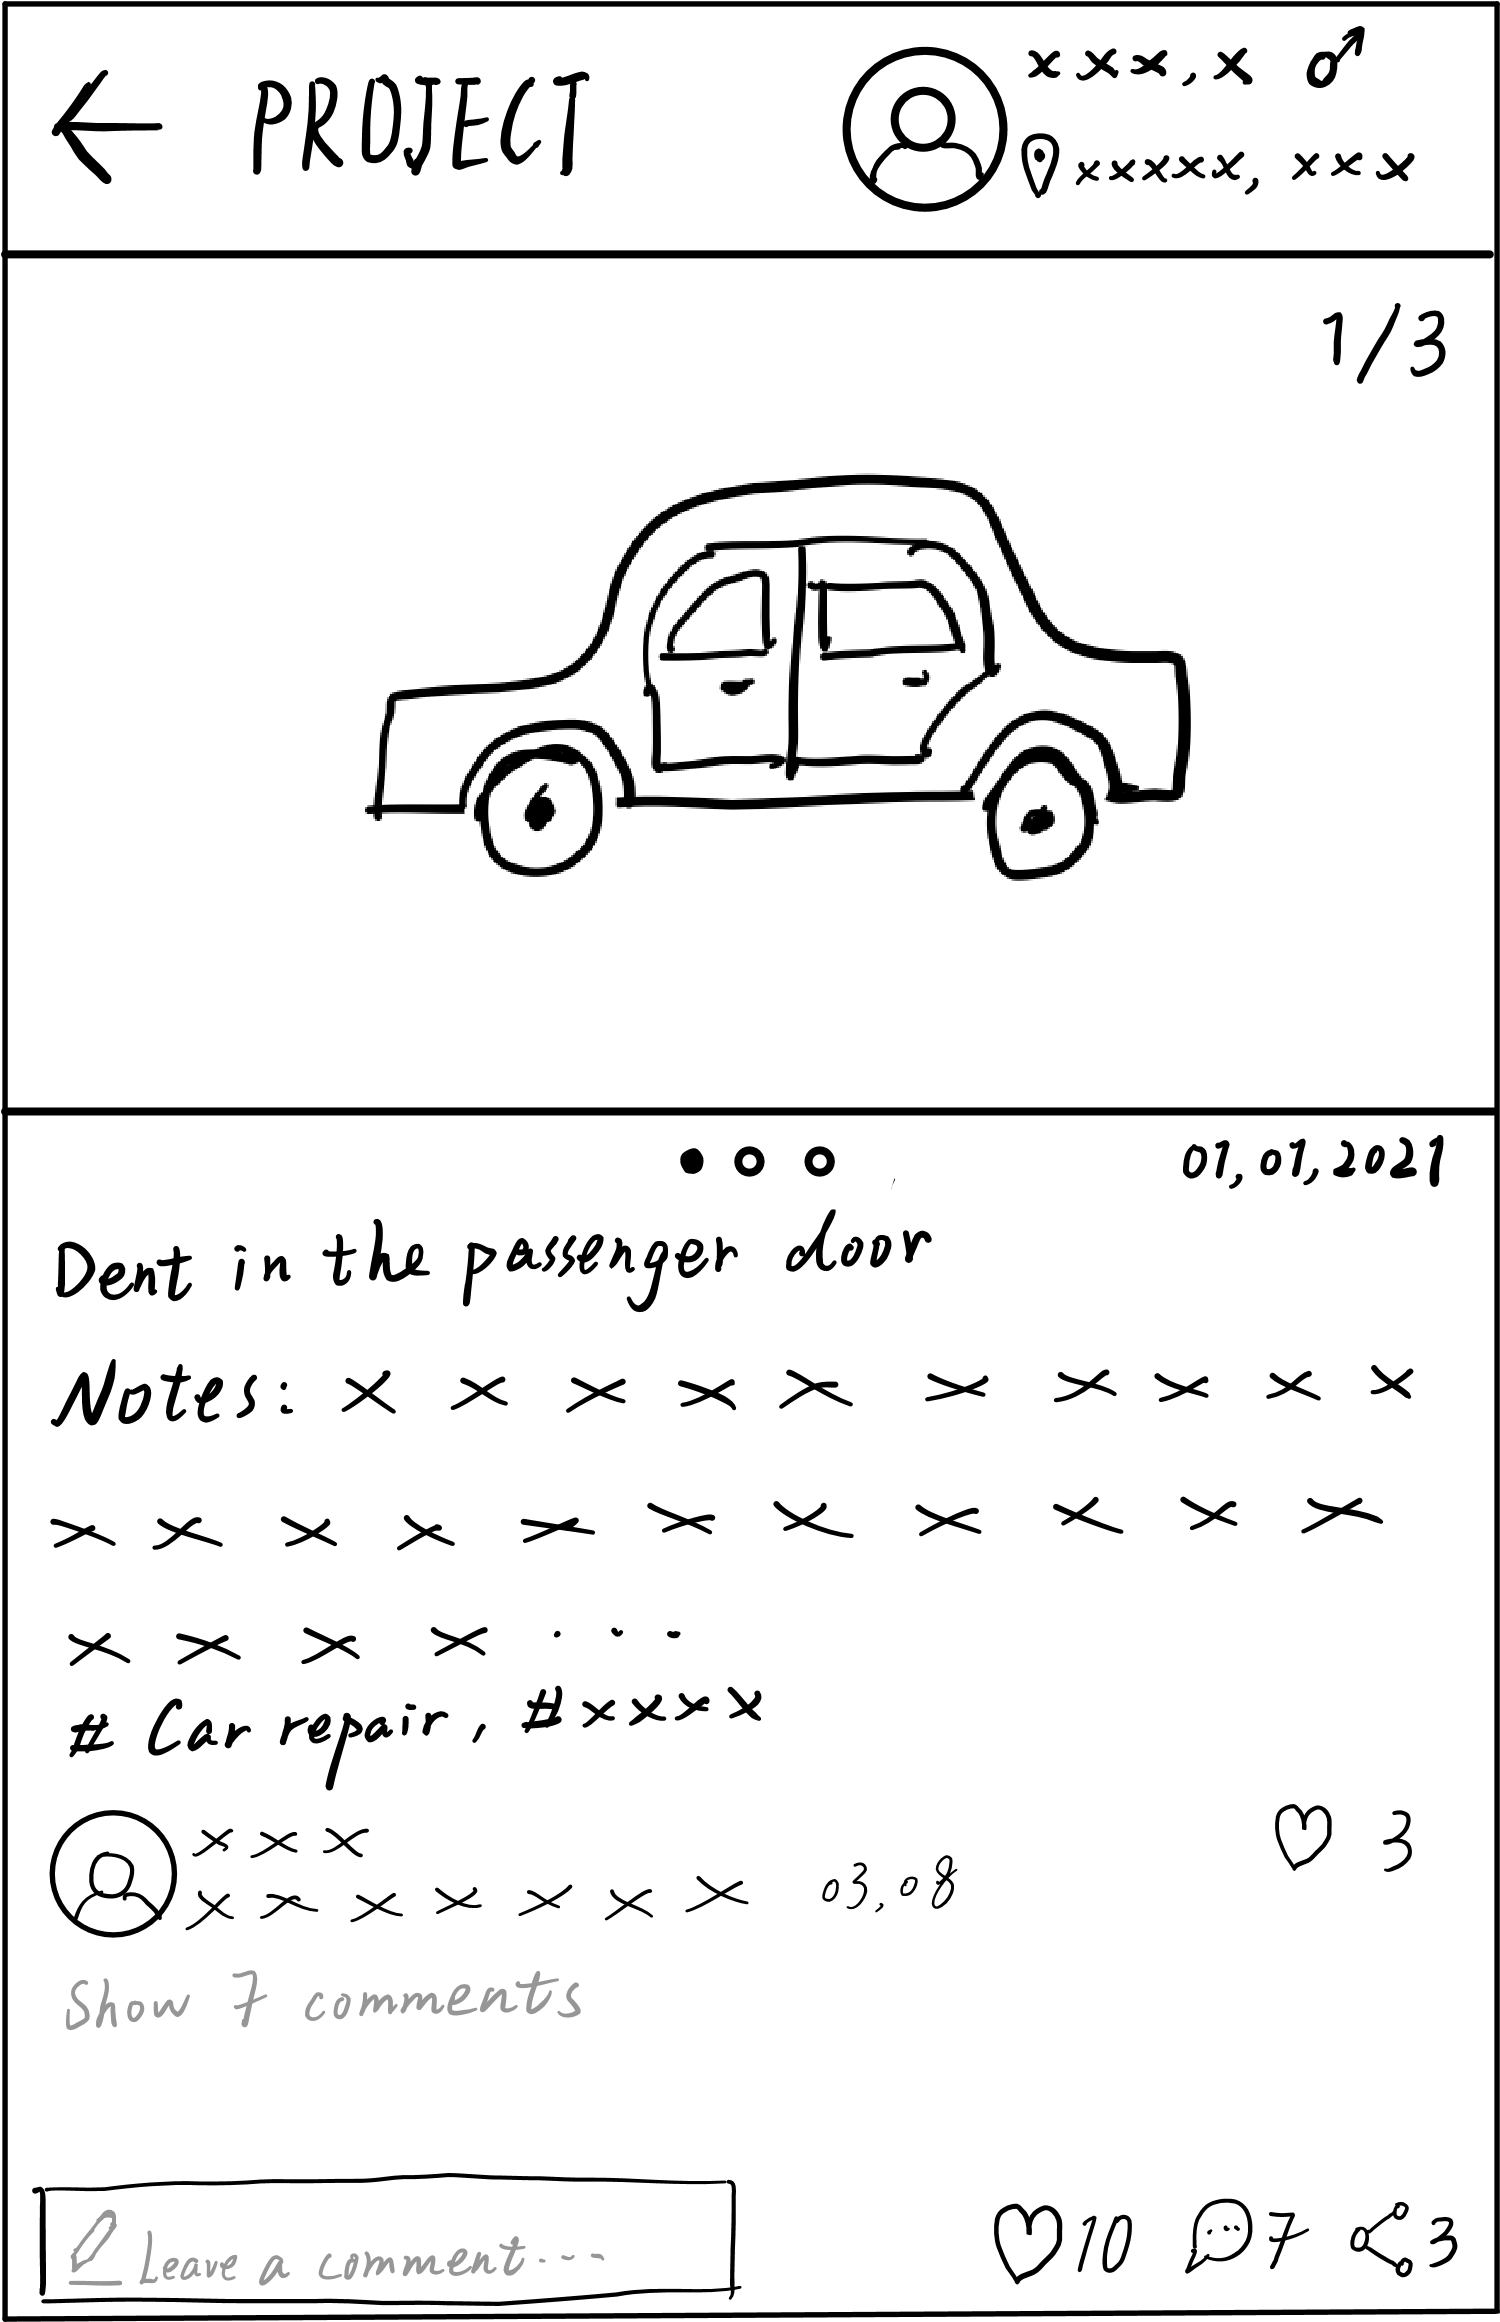 PROJECT
xxx, x
xxxxx, xxx
1/3
01,01,2021
Dent in the passenger door
Notes: x x x x x x x x x x
x x x x x x x x x x x
x x x x ...
# Car repair, #xxxx
xxx
3
xxxxxxx 03,08
Show 7 comments
Leave a comment...
10 7 3